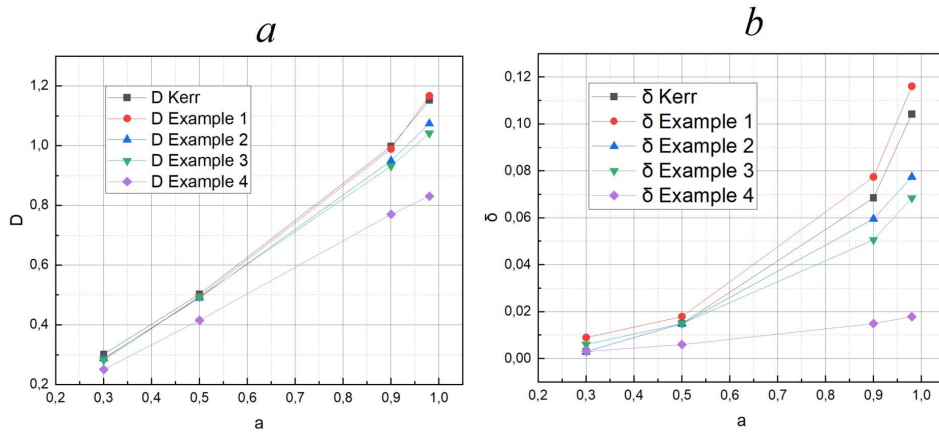 a
b
1,2
1,0
0,8
0,6
0,4
0,2
D
D Kerr
D Example 1
D Example 2
D Example 3
D Example 4
0,2 0,3 0,4 0,5 0,6 0,7 0,8 0,9 1,0
a
0,12
0,10
0,08
0,06
0,04
0,02
0,00
δ
δ Kerr
δ Example 1
δ Example 2
δ Example 3
δ Example 4
0,2 0,3 0,4 0,5 0,6 0,7 0,8 0,9 1,0
a